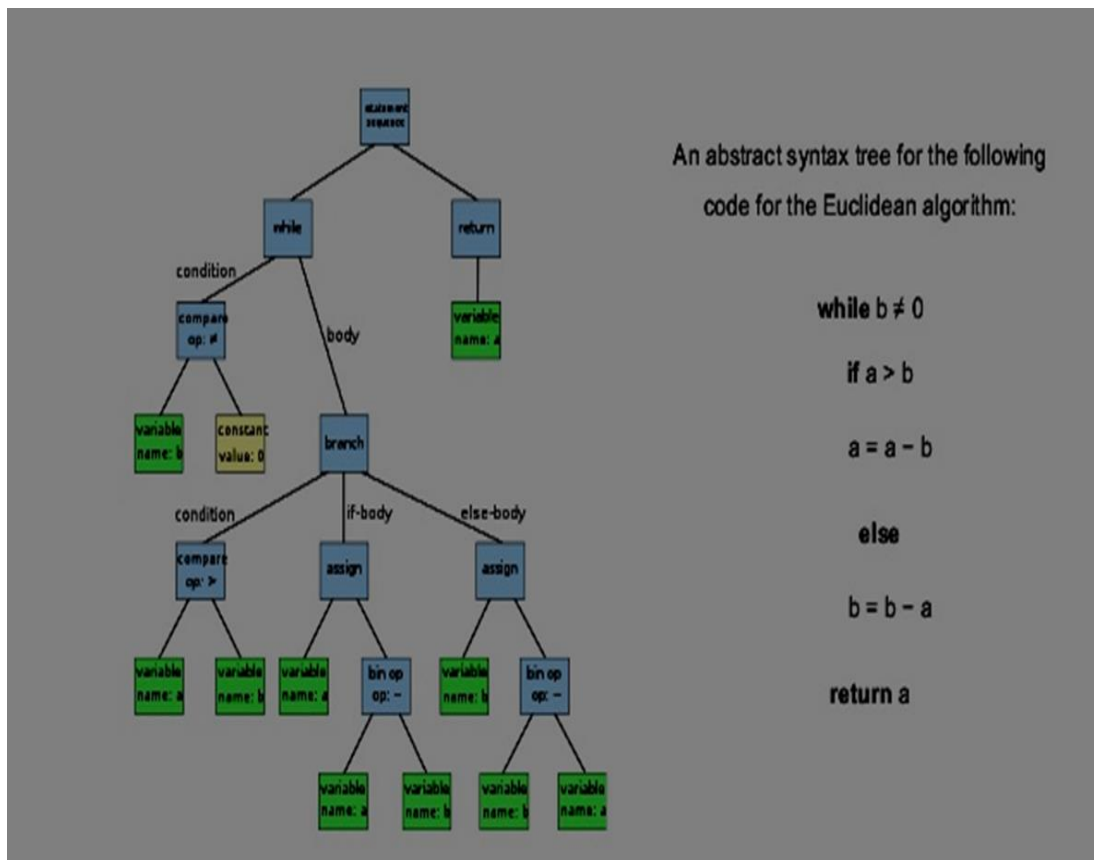 statement
sequence
while
return
condition
compare
op: ≠
body
variable
name: a
variable
name: b
constant
value: 0
branch
condition
if-body
else-body
compare
op: >
assign
assign
variable
name: a
variable
name: b
variable
name: a
bin op
op: −
variable
name: b
bin op
op: −
variable
name: a
variable
name: b
variable
name: b
variable
name: a
An abstract syntax tree for the following
code for the Euclidean algorithm:
while b ≠ 0
if a > b
a = a − b
else
b = b − a
return a